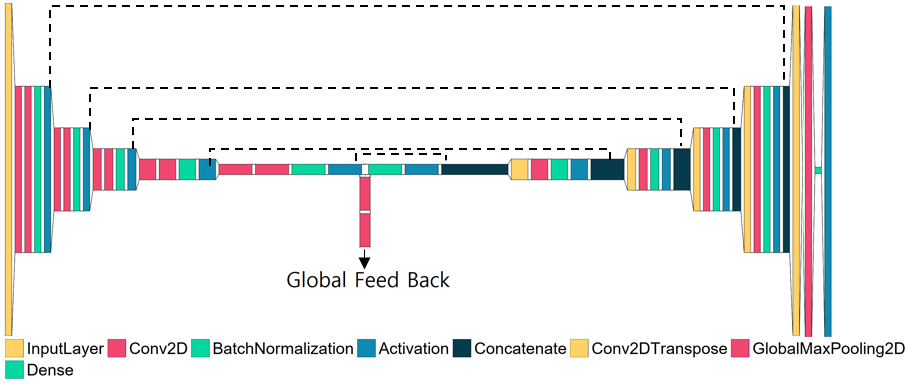 Global Feed Back
InputLayer Conv2D BatchNormalization Activation Concatenate Conv2DTranspose GlobalMaxPooling2D
Dense